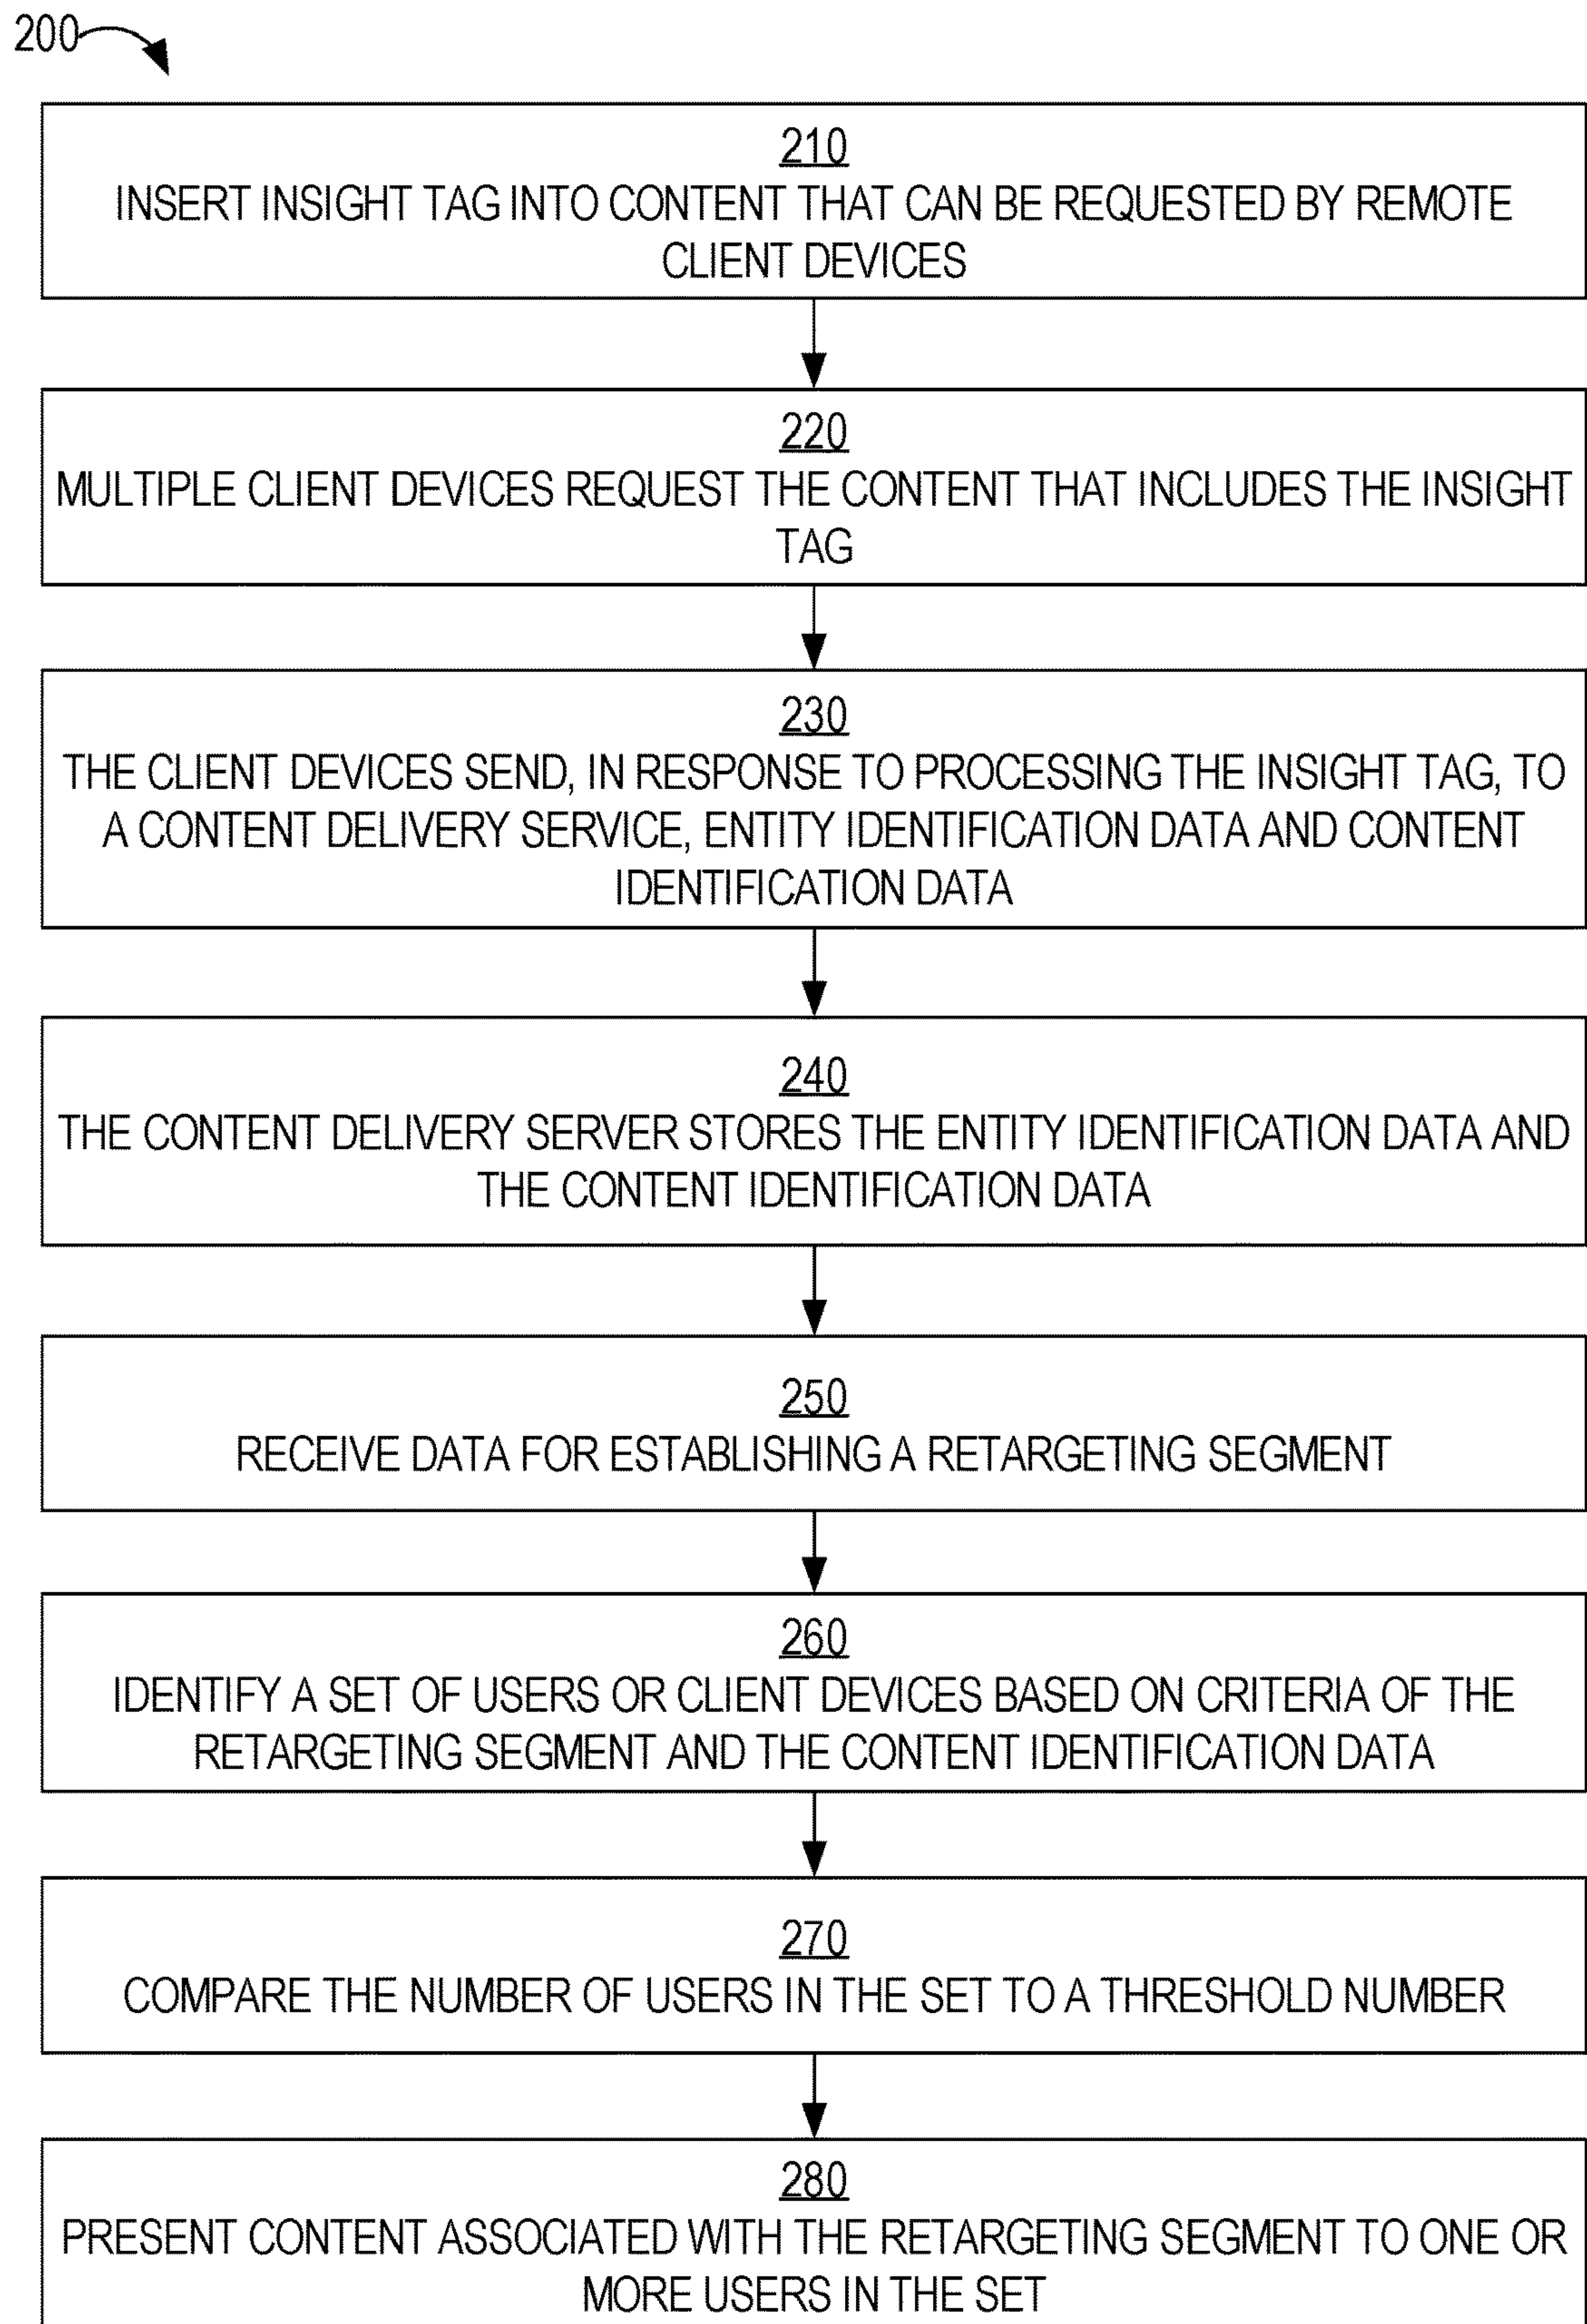 200
210
INSERT INSIGHT TAG INTO CONTENT THAT CAN BE REQUESTED BY REMOTE
CLIENT DEVICES
220
MULTIPLE CLIENT DEVICES REQUEST THE CONTENT THAT INCLUDES THE INSIGHT
TAG
230
THE CLIENT DEVICES SEND, IN RESPONSE TO PROCESSING THE INSIGHT TAG, TO
A CONTENT DELIVERY SERVICE, ENTITY IDENTIFICATION DATA AND CONTENT
IDENTIFICATION DATA
240
THE CONTENT DELIVERY SERVER STORES THE ENTITY IDENTIFICATION DATA AND
THE CONTENT IDENTIFICATION DATA
250
RECEIVE DATA FOR ESTABLISHING A RETARGETING SEGMENT
260
IDENTIFY A SET OF USERS OR CLIENT DEVICES BASED ON CRITERIA OF THE
RETARGETING SEGMENT AND THE CONTENT IDENTIFICATION DATA
270
COMPARE THE NUMBER OF USERS IN THE SET TO A THRESHOLD NUMBER
280
PRESENT CONTENT ASSOCIATED WITH THE RETARGETING SEGMENT TO ONE OR
MORE USERS IN THE SET